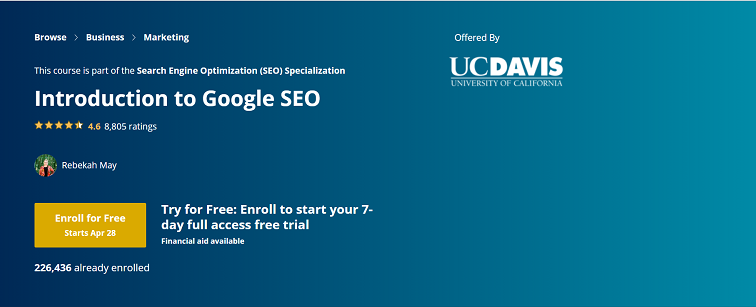 Browse > Business > Marketing
Offered By
UCDAVIS
UNIVERSITY OF CALIFORNIA
This course is part of the Search Engine Optimization (SEO) Specialization
Introduction to Google SEO
4.6 8,805 ratings
Rebekah May
Enroll for Free
Starts Apr 28
Try for Free: Enroll to start your 7-
day full access free trial
Financial aid available
226,436 already enrolled